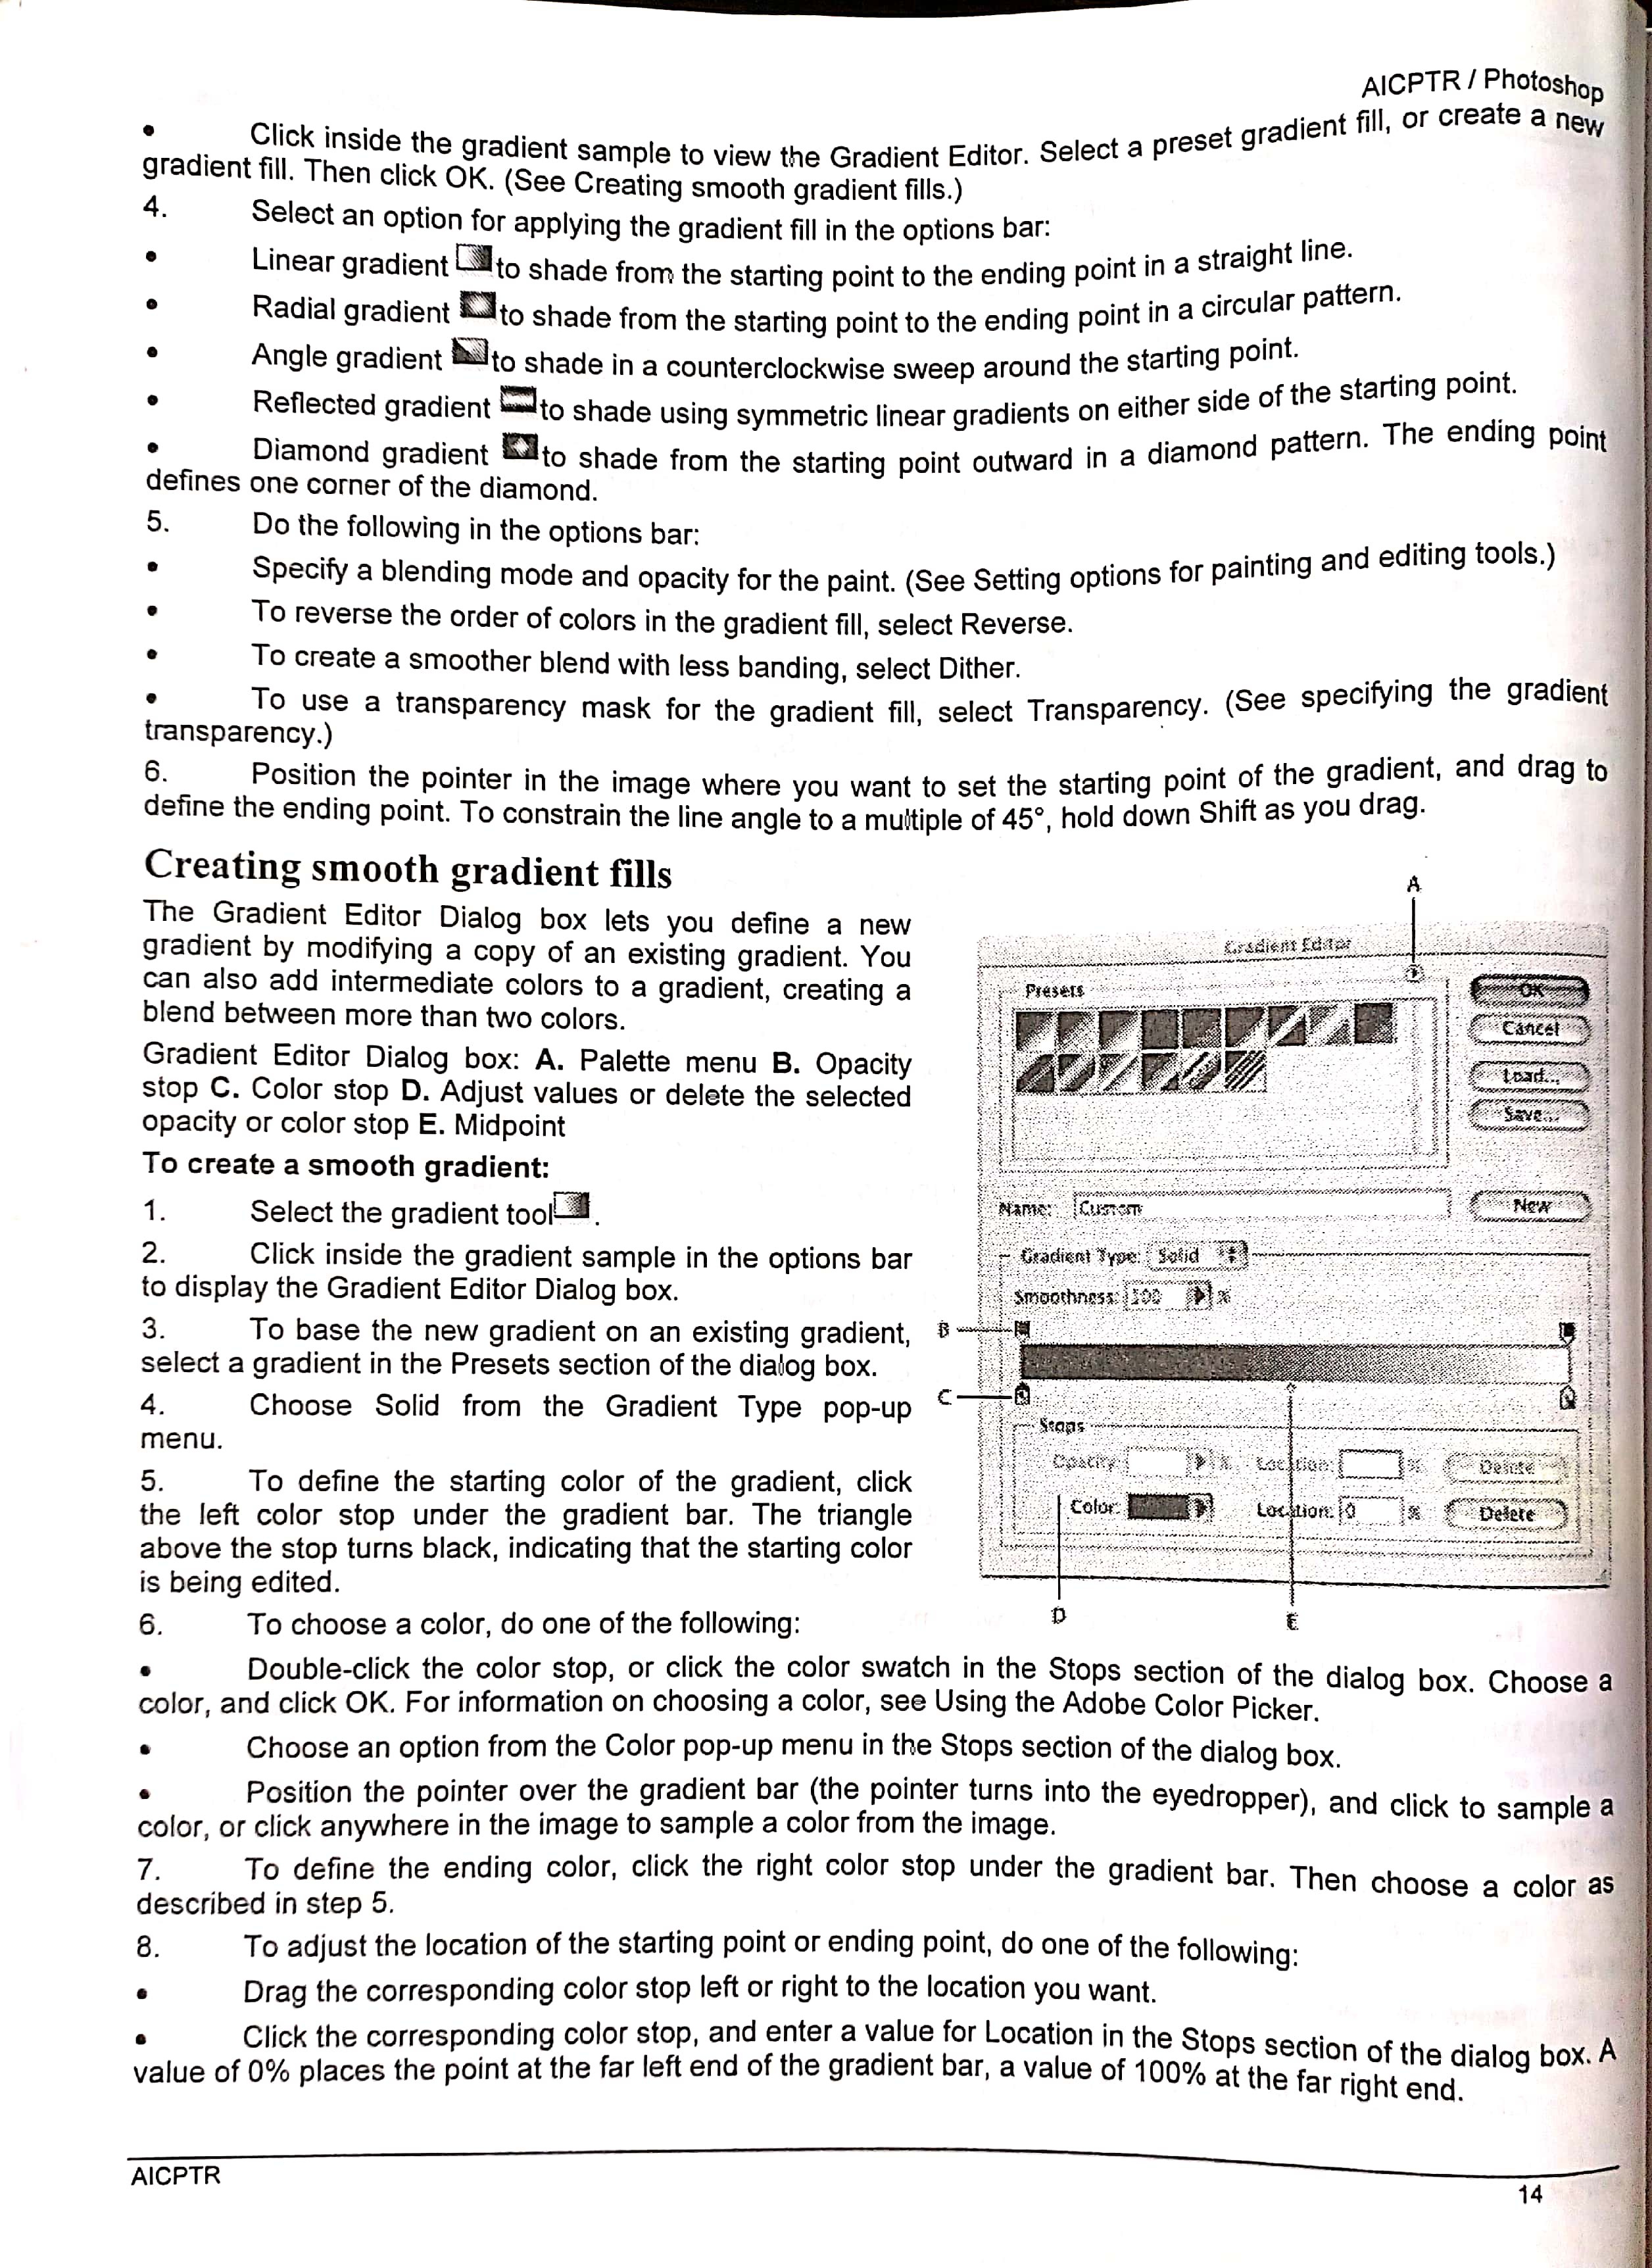 AICPTR / Photoshop
• Click inside the gradient sample to view the Gradient Editor. Select a preset gradient fill, or create a new
gradient fill. Then click OK. (See Creating smooth gradient fills.)
4. Select an option for applying the gradient fill in the options bar:
• Linear gradient to shade from the starting point to the ending point in a straight line.
• Radial gradient to shade from the starting point to the ending point in a circular pattern.
• Angle gradient to shade in a counterclockwise sweep around the starting point.
• Reflected gradient to shade using symmetric linear gradients on either side of the starting point.
• Diamond gradient to shade from the starting point outward in a diamond pattern. The ending point
defines one corner of the diamond.
5. Do the following in the options bar:
• Specify a blending mode and opacity for the paint. (See Setting options for painting and editing tools.)
• To reverse the order of colors in the gradient fill, select Reverse.
• To create a smoother blend with less banding, select Dither.
• To use a transparency mask for the gradient fill, select Transparency. (See specifying the gradient
transparency.)
6. Position the pointer in the image where you want to set the starting point of the gradient, and drag to
define the ending point. To constrain the line angle to a multiple of 45°, hold down Shift as you drag.
Creating smooth gradient fills
The Gradient Editor Dialog box lets you define a new
gradient by modifying a copy of an existing gradient. You
can also add intermediate colors to a gradient, creating a
blend between more than two colors.
Gradient Editor Dialog box: A. Palette menu B. Opacity
stop C. Color stop D. Adjust values or delete the selected
opacity or color stop E. Midpoint
To create a smooth gradient:
1. Select the gradient tool .
2. Click inside the gradient sample in the options bar
to display the Gradient Editor Dialog box.
3. To base the new gradient on an existing gradient,
select a gradient in the Presets section of the dialog box.
4. Choose Solid from the Gradient Type pop-up
menu.
5. To define the starting color of the gradient, click
the left color stop under the gradient bar. The triangle
above the stop turns black, indicating that the starting color
is being edited.
6. To choose a color, do one of the following:
A
Gradient Editor
Presets
OK
Cancel
Load...
Save...
Name: Custom
New
Gradient Type: Solid
Smoothness: 100 %
B
C
Stops
Opacity: % Location: % Delete
Color: Location: 0 % Delete
D
E
• Double-click the color stop, or click the color swatch in the Stops section of the dialog box. Choose a
color, and click OK. For information on choosing a color, see Using the Adobe Color Picker.
• Choose an option from the Color pop-up menu in the Stops section of the dialog box.
• Position the pointer over the gradient bar (the pointer turns into the eyedropper), and click to sample a
color, or click anywhere in the image to sample a color from the image.
7. To define the ending color, click the right color stop under the gradient bar. Then choose a color as
described in step 5.
8. To adjust the location of the starting point or ending point, do one of the following:
• Drag the corresponding color stop left or right to the location you want.
• Click the corresponding color stop, and enter a value for Location in the Stops section of the dialog box. A
value of 0% places the point at the far left end of the gradient bar, a value of 100% at the far right end.
AICPTR
14